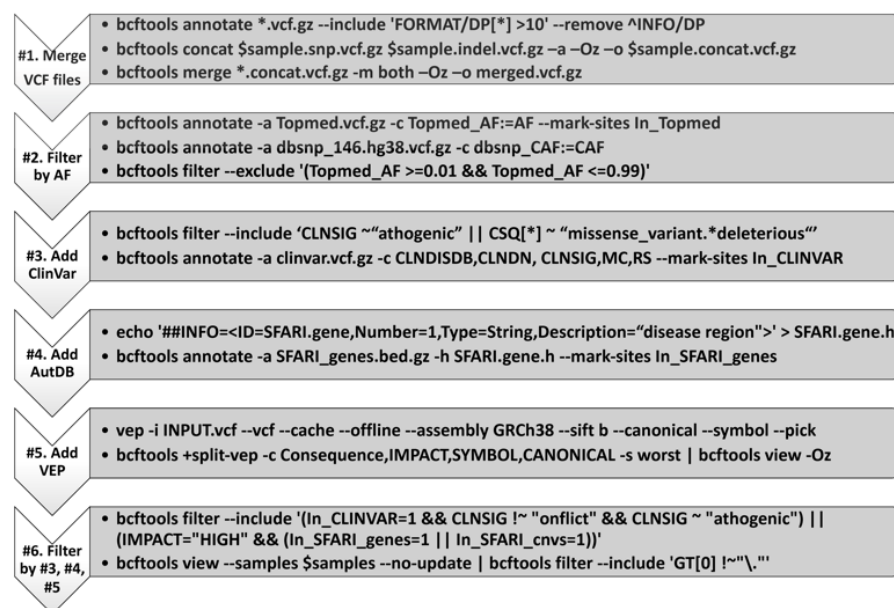 #1. Merge
VCF files
• bcftools annotate *.vcf.gz --include 'FORMAT/DP[*] >10' --remove ^INFO/DP
• bcftools concat $sample.snp.vcf.gz $sample.indel.vcf.gz –a –Oz –o $sample.concat.vcf.gz
• bcftools merge *.concat.vcf.gz -m both –Oz –o merged.vcf.gz
#2. Filter
by AF
• bcftools annotate -a Topmed.vcf.gz -c Topmed_AF:=AF --mark-sites In_Topmed
• bcftools annotate -a dbsnp_146.hg38.vcf.gz -c dbsnp_CAF:=CAF
• bcftools filter --exclude '(Topmed_AF >=0.01 && Topmed_AF <=0.99)'
#3. Add
ClinVar
• bcftools filter --include ‘CLNSIG ~“athogenic” || CSQ[*] ~ “missense_variant.*deleterious“’
• bcftools annotate -a clinvar.vcf.gz -c CLNDISDB,CLNDN, CLNSIG,MC,RS --mark-sites In_CLINVAR
#4. Add
AutDB
• echo '##INFO=<ID=SFARI.gene,Number=1,Type=String,Description=“disease region">' > SFARI.gene.h
• bcftools annotate -a SFARI_genes.bed.gz -h SFARI.gene.h --mark-sites In_SFARI_genes
#5. Add
VEP
• vep -i INPUT.vcf --vcf --cache --offline --assembly GRCh38 --sift b --canonical --symbol --pick
• bcftools +split-vep -c Consequence,IMPACT,SYMBOL,CANONICAL -s worst | bcftools view -Oz
#6. Filter
by #3, #4,
#5
• bcftools filter --include '(In_CLINVAR=1 && CLNSIG !~ "onflict" && CLNSIG ~ "athogenic") ||
(IMPACT="HIGH" && (In_SFARI_genes=1 || In_SFARI_cnvs=1))'
• bcftools view --samples $samples --no-update | bcftools filter --include 'GT[0] !~"\."'